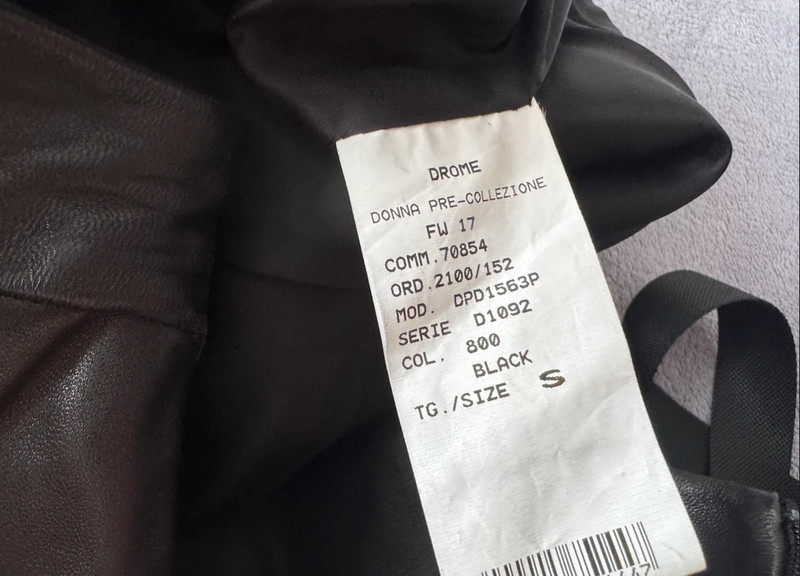 DROME
DONNA PRE-COLLEZIONE
FW 17
COMM.70854
ORD.2100/152
MOD. DPD1563P
SERIE D1092
COL. 800
BLACK
TG./SIZE S